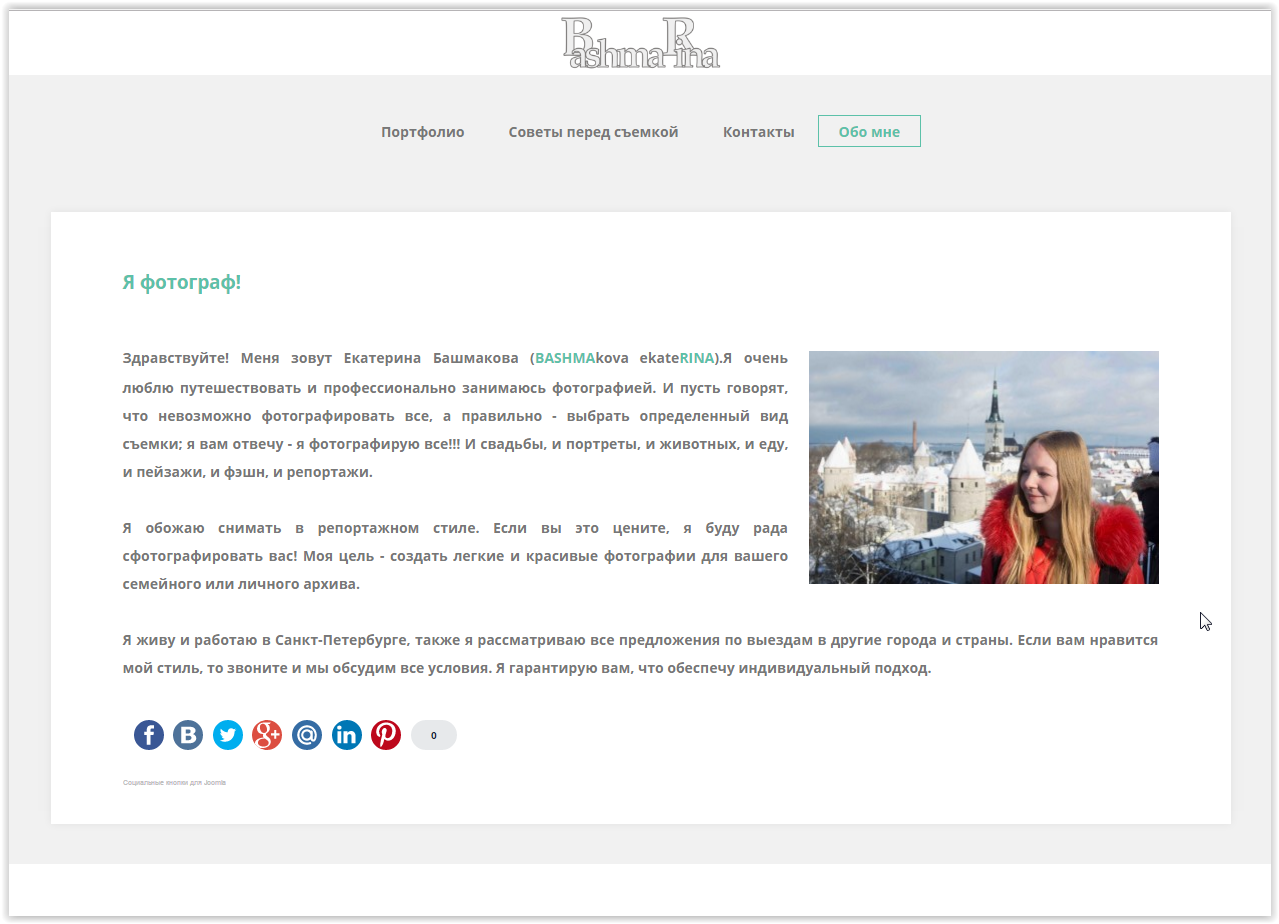 BashmaRina
Портфолио Советы перед съемкой Контакты Обо мне
Я фотограф!
Здравствуйте! Меня зовут Екатерина Башмакова (BASHMAkova ekateRINA).Я очень
люблю путешествовать и профессионально занимаюсь фотографией. И пусть говорят,
что невозможно фотографировать все, а правильно - выбрать определенный вид
съемки; я вам отвечу - я фотографирую все!!! И свадьбы, и портреты, и животных, и еду,
и пейзажи, и фэшн, и репортажи.
Я обожаю снимать в репортажном стиле. Если вы это цените, я буду рада
сфотографировать вас! Моя цель - создать легкие и красивые фотографии для вашего
семейного или личного архива.
Я живу и работаю в Санкт-Петербурге, также я рассматриваю все предложения по выездам в другие города и страны. Если вам нравится
мой стиль, то звоните и мы обсудим все условия. Я гарантирую вам, что обеспечу индивидуальный подход.
0
Социальные кнопки для Joomla